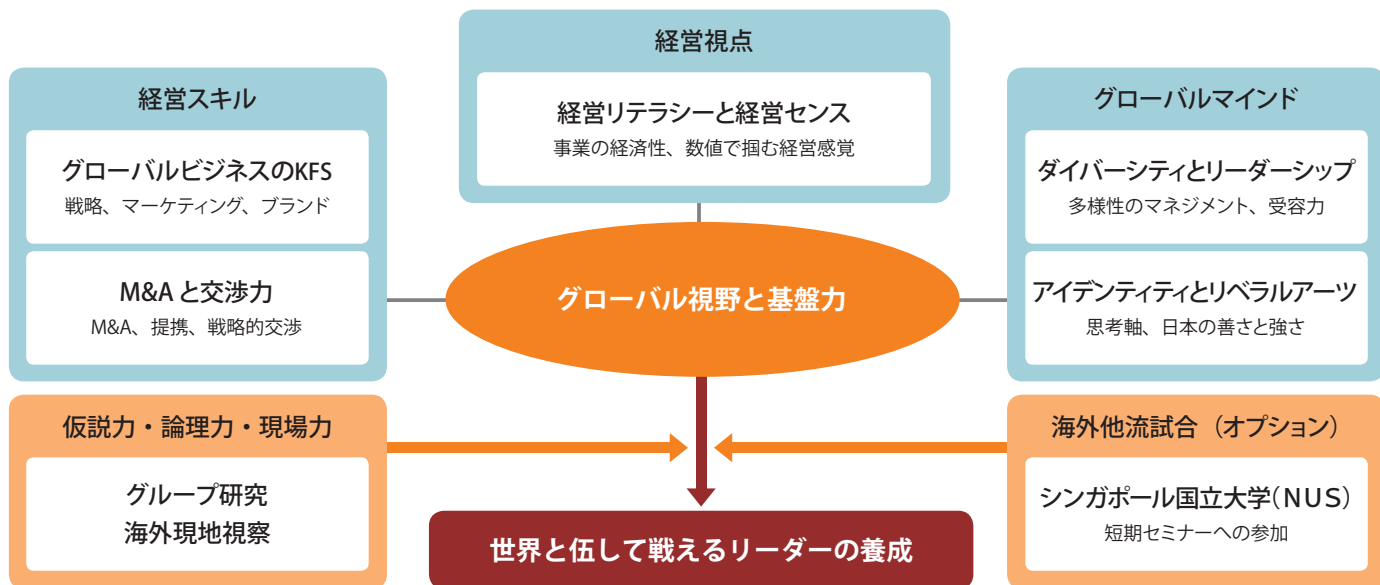 経営スキル
グローバルビジネスのKFS
戦略、マーケティング、ブランド
M&A と交渉力
M&A、提携、戦略的交渉
経営視点
経営リテラシーと経営センス
事業の経済性、数値で掴む経営感覚
グローバルマインド
ダイバーシティとリーダーシップ
多様性のマネジメント、受容力
アイデンティティとリベラルアーツ
思考軸、日本の善さと強さ
グローバル視野と基盤力
仮説力・論理力・現場力
グループ研究
海外現地視察
海外他流試合（オプション）
シンガポール国立大学(NUS)
短期セミナーへの参加
世界と伍して戦えるリーダーの養成